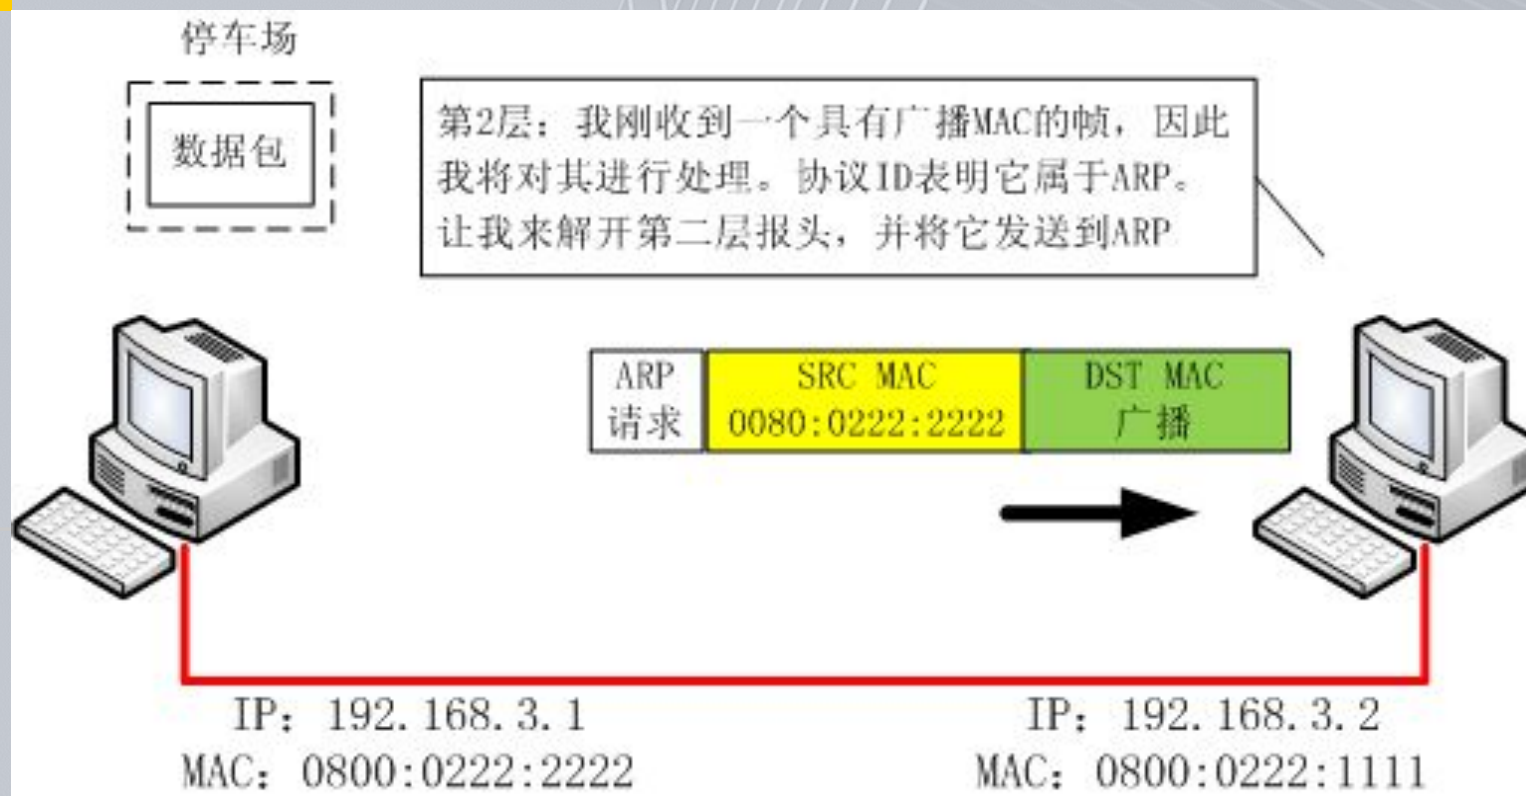 停车场
数据包
第2层：我刚收到一个具有广播MAC的帧，因此
我将对其进行处理。协议ID表明它属于ARP。
让我来解开第二层报头，并将它发送到ARP
ARP
请求
SRC MAC
0080:0222:2222
DST MAC
广播
IP：192.168.3.1
MAC：0800:0222:2222
IP：192.168.3.2
MAC：0800:0222:1111